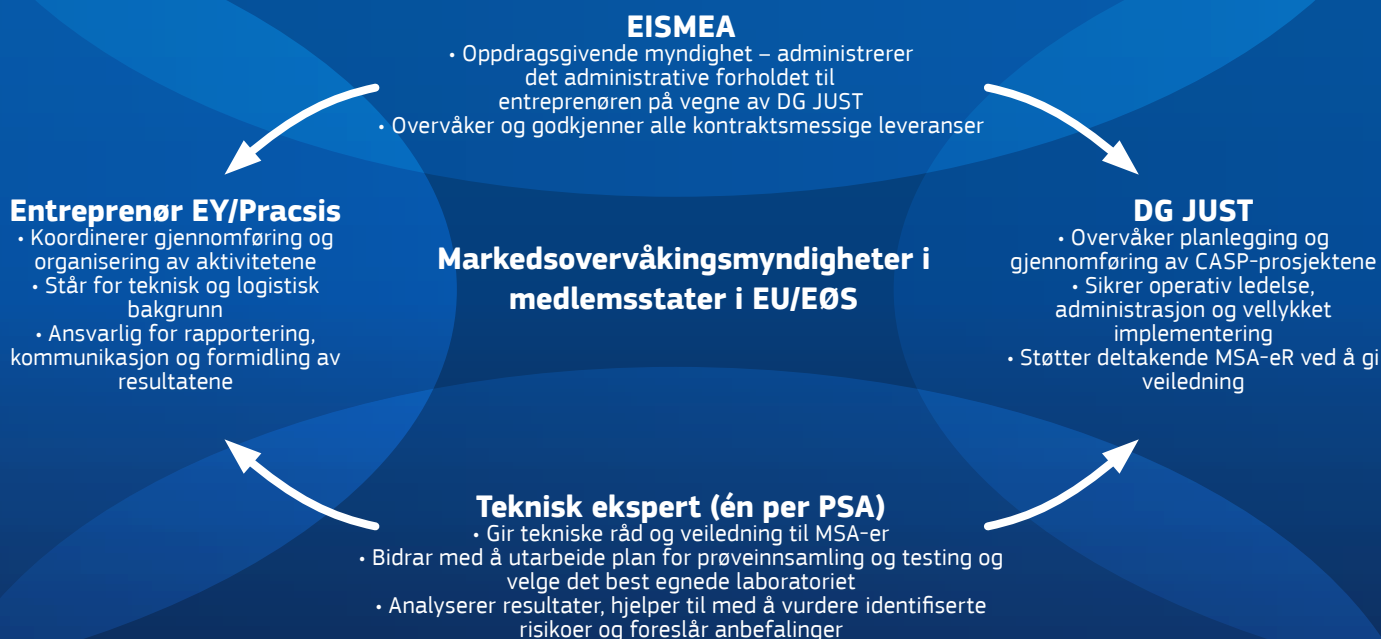 EISMEA
• Oppdragsgivende myndighet – administrerer
det administrative forholdet til
entreprenøren på vegne av DG JUST
• Overvåker og godkjenner alle kontraktsmessige leveranser
Entreprenør EY/Pracsis
• Koordinerer gjennomføring og
organisering av aktivitetene
• Står for teknisk og logistisk
bakgrunn
• Ansvarlig for rapportering,
kommunikasjon og formidling av
resultatene
Markedsovervåkingsmyndigheter i
medlemsstater i EU/EØS
DG JUST
• Overvåker planlegging og
gjennomføring av CASP-prosjektene
• Sikrer operativ ledelse,
administrasjon og vellykket
implementering
• Støtter deltakende MSA-eR ved å gi
veiledning
Teknisk ekspert (én per PSA)
• Gir tekniske råd og veiledning til MSA-er
• Bidrar med å utarbeide plan for prøveinnsamling og testing og
velge det best egnede laboratoriet
• Analyserer resultater, hjelper til med å vurdere identifiserte
risikoer og foreslår anbefalinger